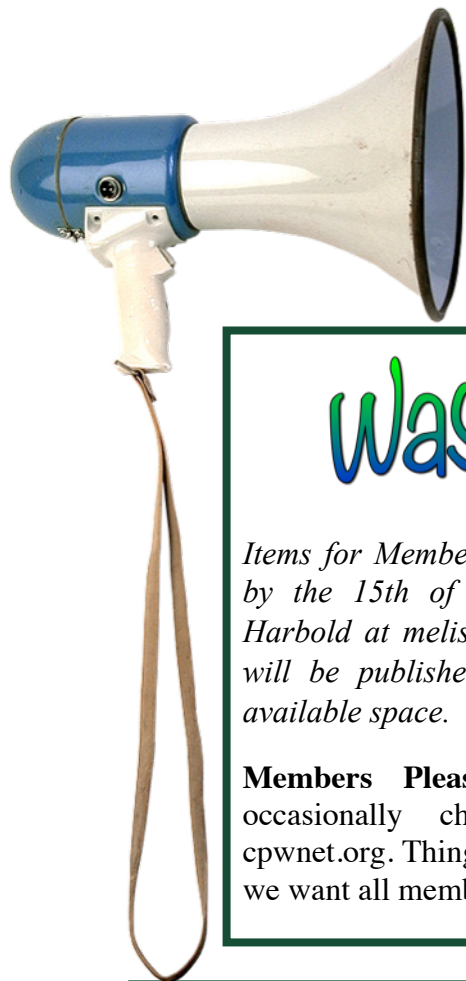 Was
Items for Membe
by the 15th of
Harbold at melis
will be publishe
available space.
Members Pleas
occasionally ch
cpwnet.org. Thing
we want all memb